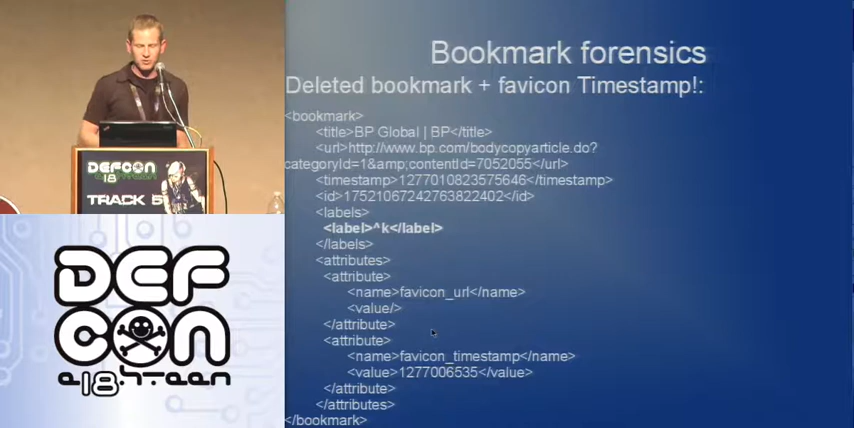 Bookmark forensics
Deleted bookmark + favicon Timestamp!:
<bookmark>
<title>BP Global | BP</title>
<url>http://www.bp.com/bodycopyarticle.do?
categoryId=1&amp;contentId=7052055</url>
<timestamp>1277010823575646</timestamp>
<id>17521067242763822402</id>
<labels>
<label>^k</label>
</labels>
<attributes>
<attribute>
<name>favicon_url</name>
<value/>
</attribute>
<attribute>
<name>favicon_timestamp</name>
<value>1277006535</value>
</attribute>
</attributes>
</bookmark>
DEFCON
18
TRACK 5
DEF
CON
e18hteen